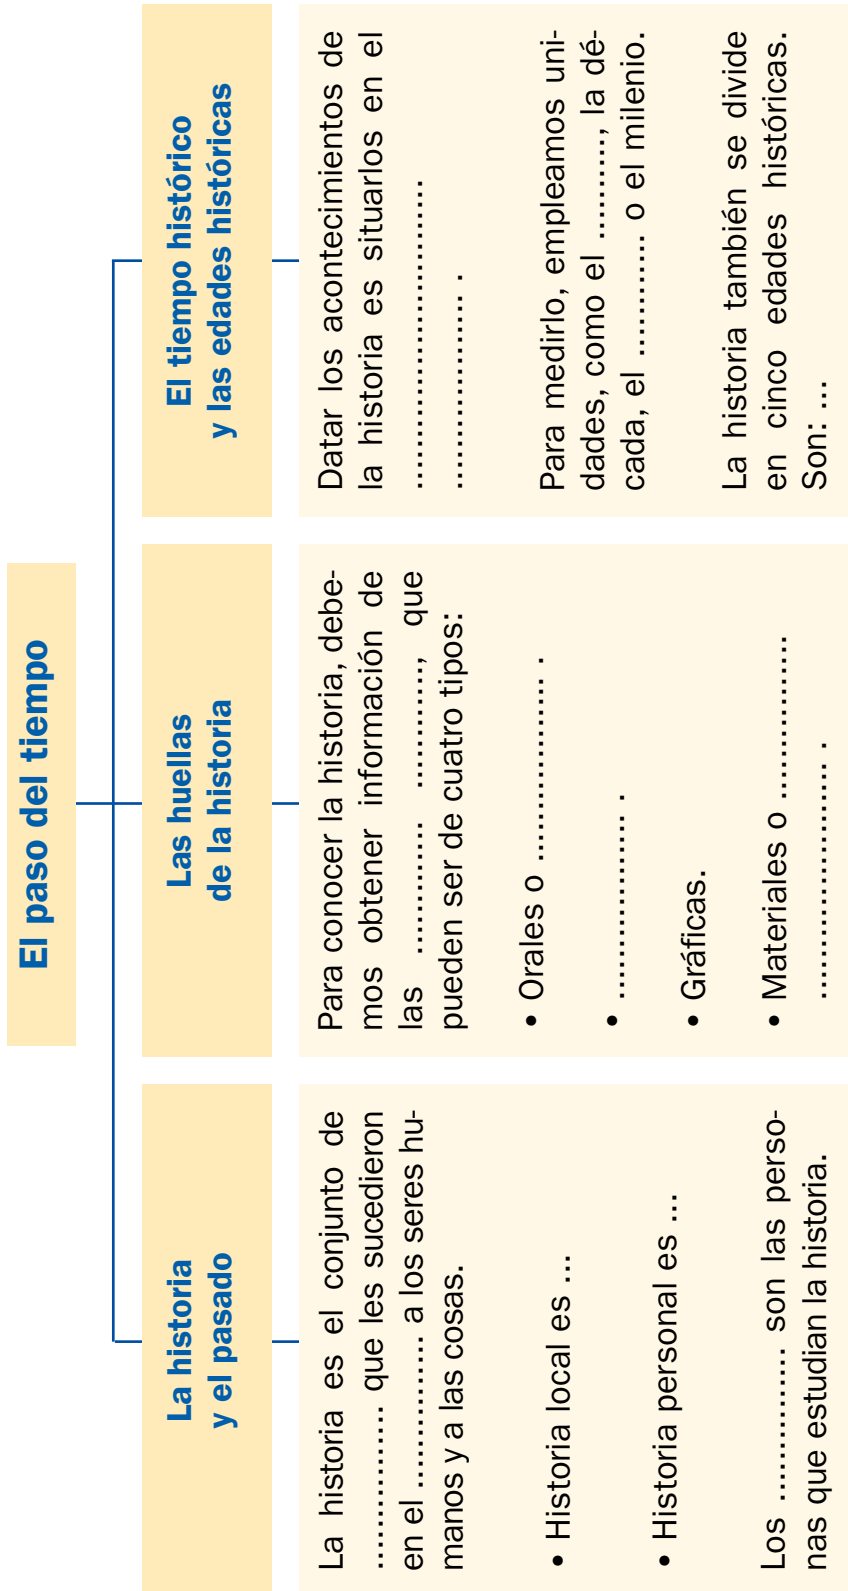 El paso del tiempo
La historia
y el pasado
La historia es el conjunto de
................ que les sucedieron
en el ................ a los seres hu-
manos y a las cosas.
• Historia local es ...
• Historia personal es ...
Los ................ son las perso-
nas que estudian la historia.
Las huellas
de la historia
Para conocer la historia, debe-
mos obtener información de
las ............. ............., que
pueden ser de cuatro tipos:
• Orales o ...................... .
• ...................... .
• Gráficas.
• Materiales o .................
........................... .
El tiempo histórico
y las edades históricas
Datar los acontecimientos de
la historia es situarlos en el
.................................
...................... .
Para medirlo, empleamos uni-
dades, como el .........., la dé-
cada, el ............ o el milenio.
La historia también se divide
en cinco edades históricas.
Son: ...